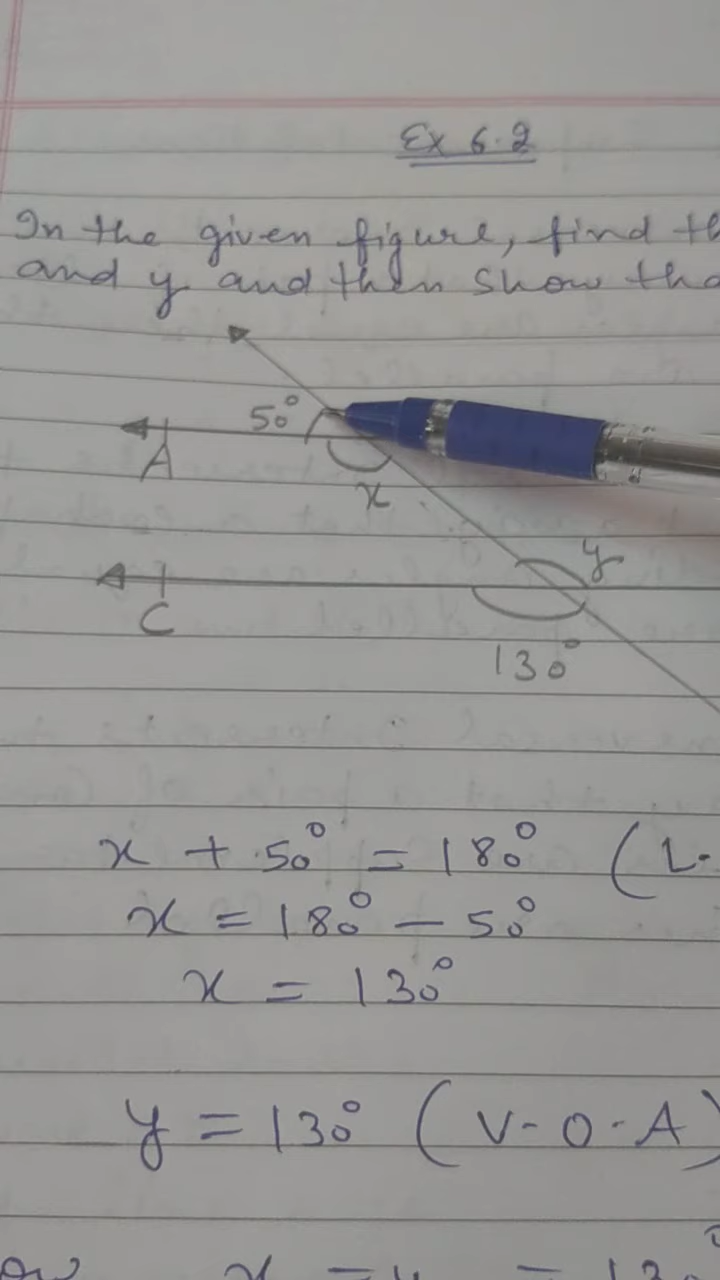 Ex 6.2
In the given figure, find
and y and then show
50°
A
x
y
C
130°
x + 50° = 180° (L.
x = 180° - 50°
x = 130°
y = 130° (V-O-A)
x = y = 13